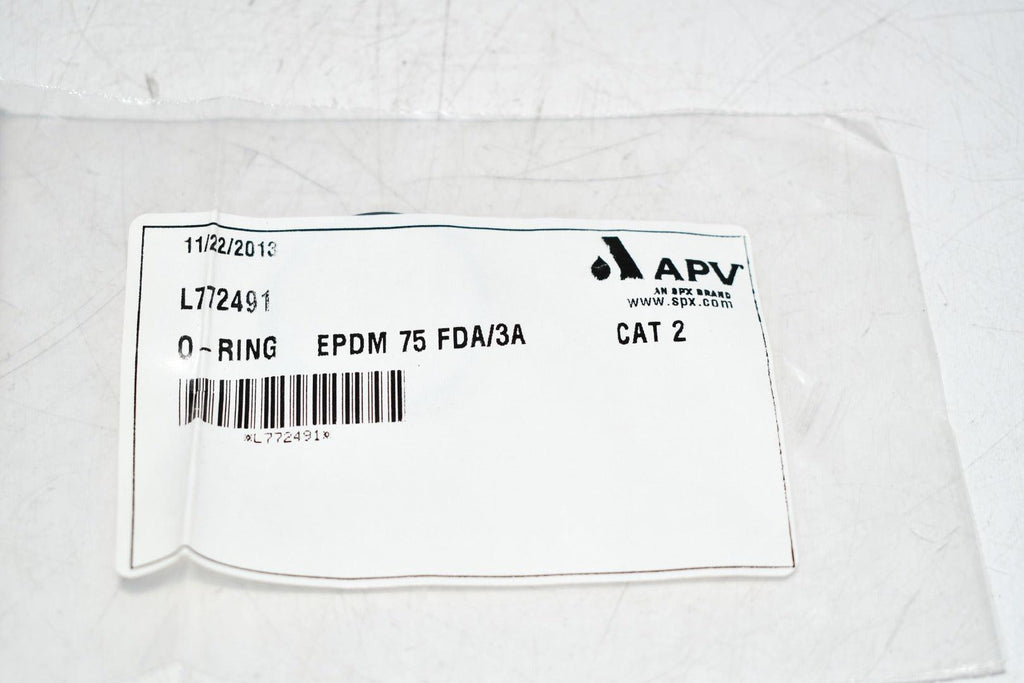 11/22/2013
APV
AN SPX BRAND
www.spx.com
L772491
O-RING EPDM 75 FDA/3A CAT 2
*L772491*